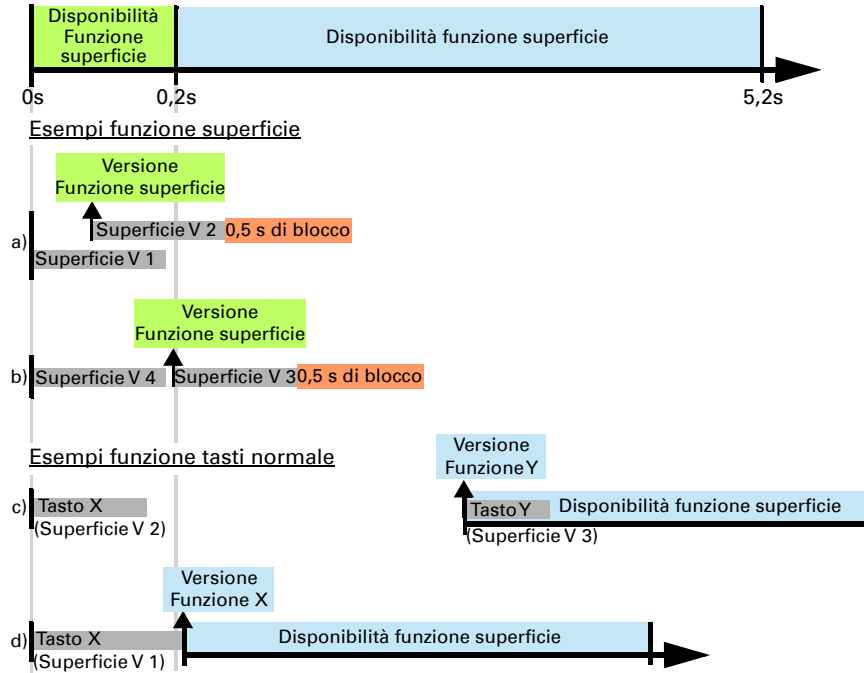 Disponibilità
Funzione
superficie
Disponibilità funzione superficie
0s
0,2s
5,2s
Esempi funzione superficie
Versione
Funzione superficie
a)
Superficie V 2
0,5 s di blocco
Superficie V 1
Versione
Funzione superficie
b)
Superficie V 4
Superficie V 3
0,5 s di blocco
Esempi funzione tasti normale
Versione
Funzione Y
c)
Tasto X
(Superficie V 2)
Tasto Y
Disponibilità funzione superficie
(Superficie V 3)
Versione
Funzione X
d)
Tasto X
(Superficie V 1)
Disponibilità funzione superficie